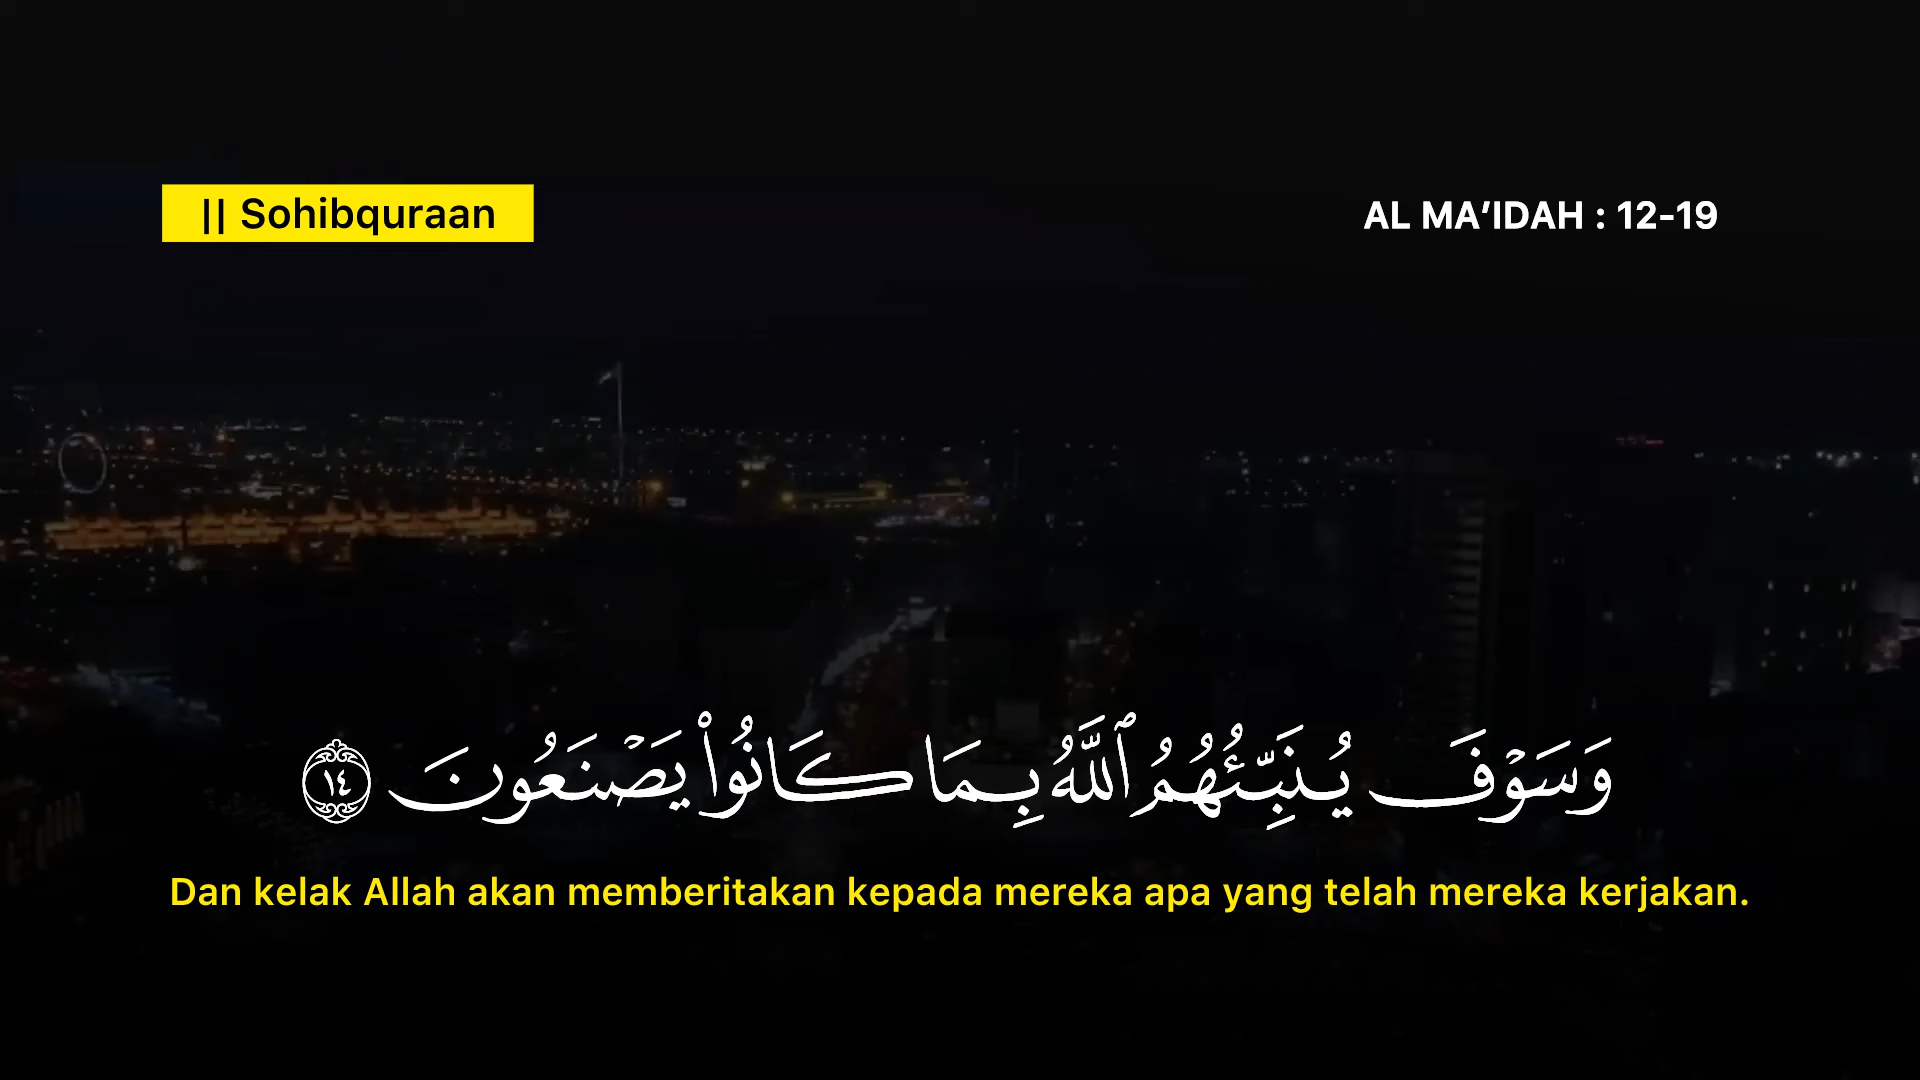 || Sohibquraan
AL MA’IDAH : 12-19
وَسَوْفَ يُنَبِّئُهُمُ ٱللَّهُ بِمَا كَانُوا۟ يَصْنَعُونَ ١٤
Dan kelak Allah akan memberitakan kepada mereka apa yang telah mereka kerjakan.